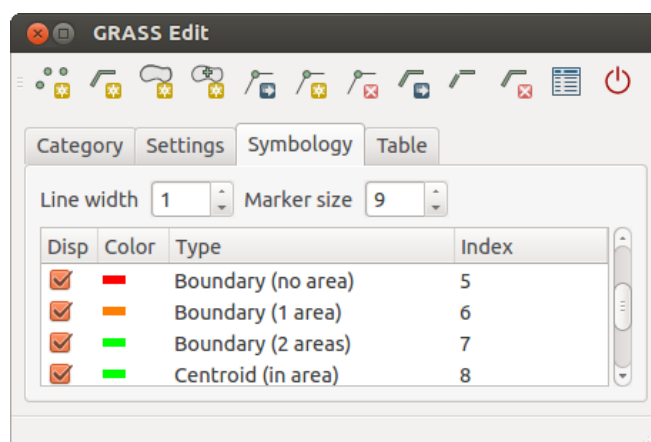 GRASS Edit
Category Settings Symbology Table
Line width 1 Marker size 9
Disp Color Type Index
Boundary (no area) 5
Boundary (1 area) 6
Boundary (2 areas) 7
Centroid (in area) 8